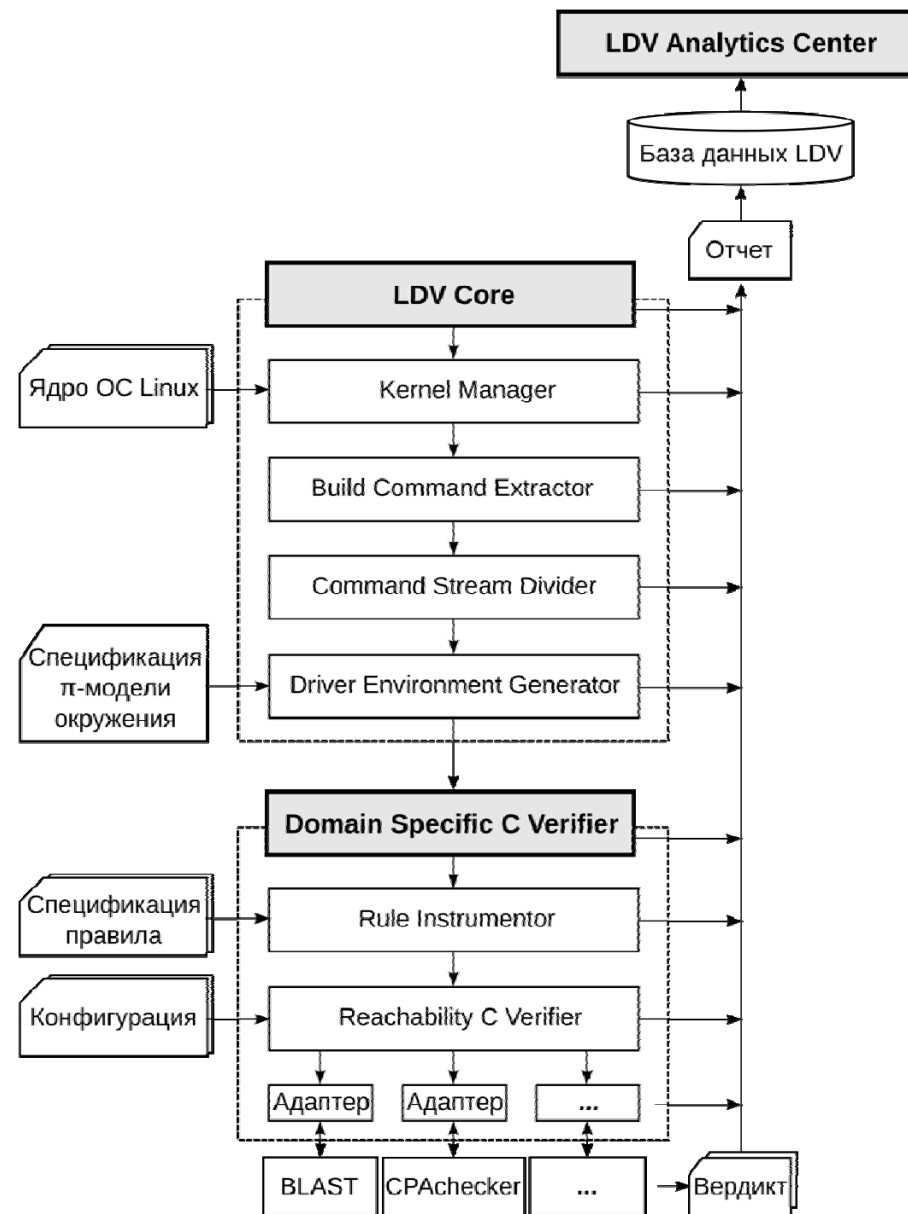 LDV Analytics Center
База данных LDV
Отчет
LDV Core
Ядро ОС Linux
Kernel Manager
Build Command Extractor
Command Stream Divider
Спецификация
π-модели
окружения
Driver Environment Generator
Domain Specific C Verifier
Спецификация
правила
Rule Instrumentor
Конфигурация
Reachability C Verifier
Адаптер
Адаптер
...
BLAST
CPAchecker
...
Вердикт